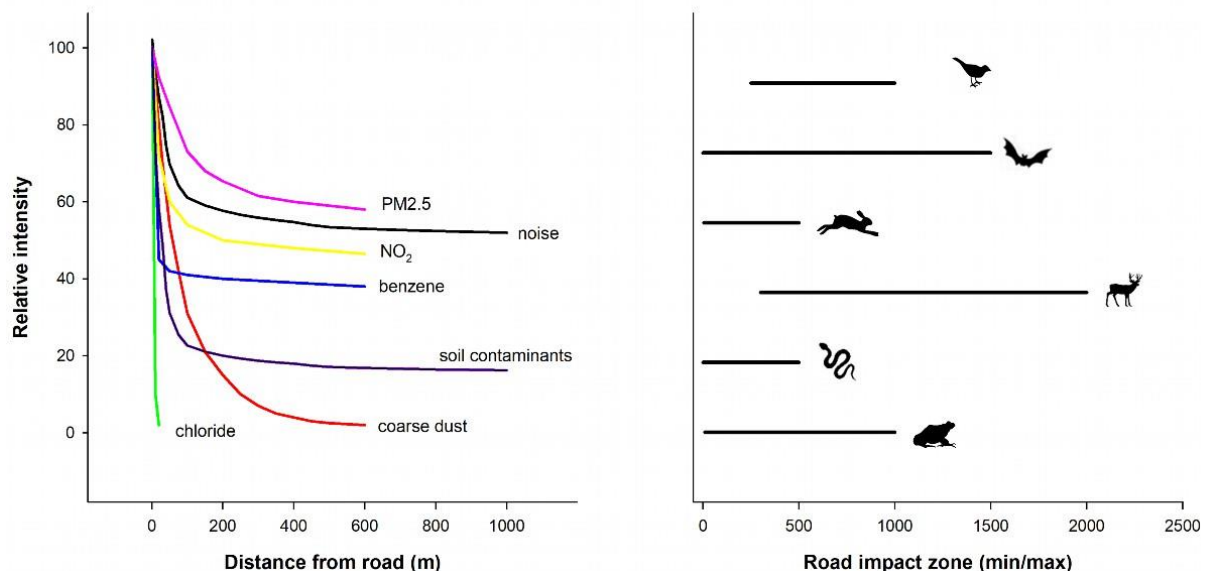 Relative intensity
100
80
60
40
20
0
PM2.5
noise
NO₂
benzene
soil contaminants
chloride
coarse dust
0 200 400 600 800 1000
Distance from road (m)
0 500 1000 1500 2000 2500
Road impact zone (min/max)